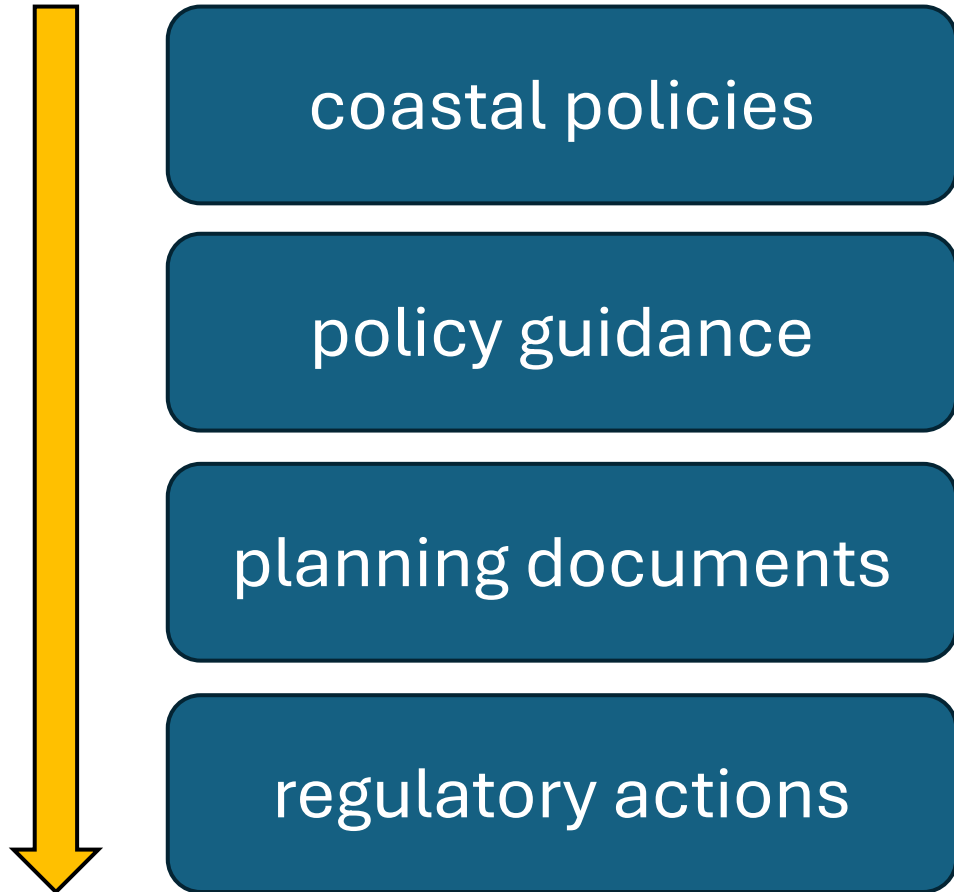 coastal policies
policy guidance
planning documents
regulatory actions